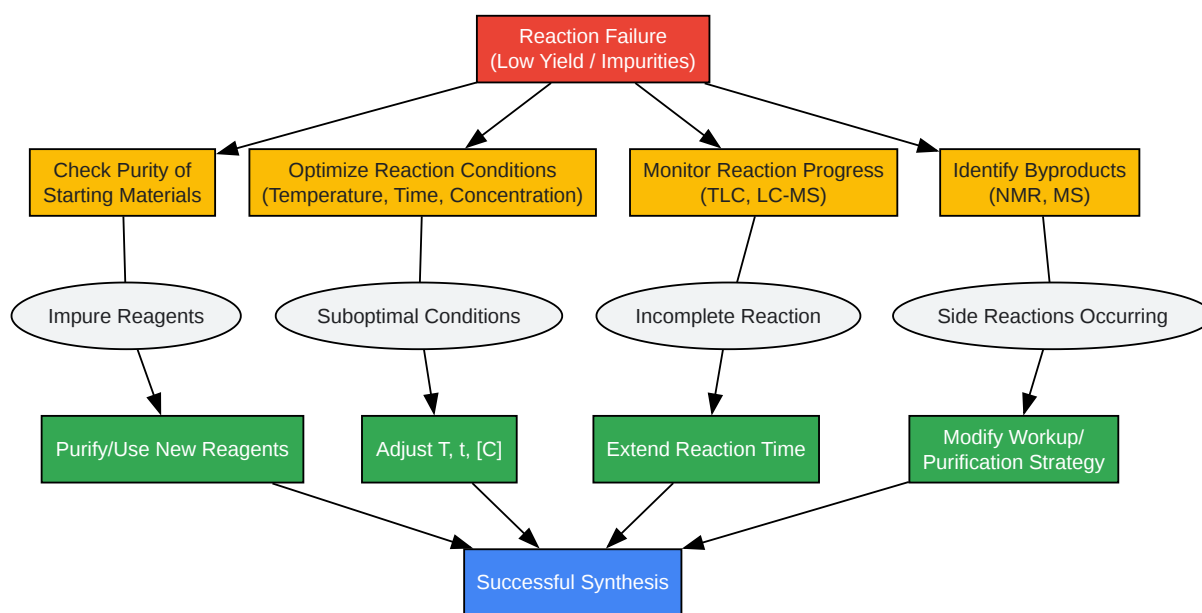 Reaction Failure
(Low Yield / Impurities)
Check Purity of
Starting Materials
Optimize Reaction Conditions
(Temperature, Time, Concentration)
Monitor Reaction Progress
(TLC, LC-MS)
Identify Byproducts
(NMR, MS)
Impure Reagents
Suboptimal Conditions
Incomplete Reaction
Side Reactions Occurring
Purify/Use New Reagents
Adjust T, t, [C]
Extend Reaction Time
Modify Workup/
Purification Strategy
Successful Synthesis